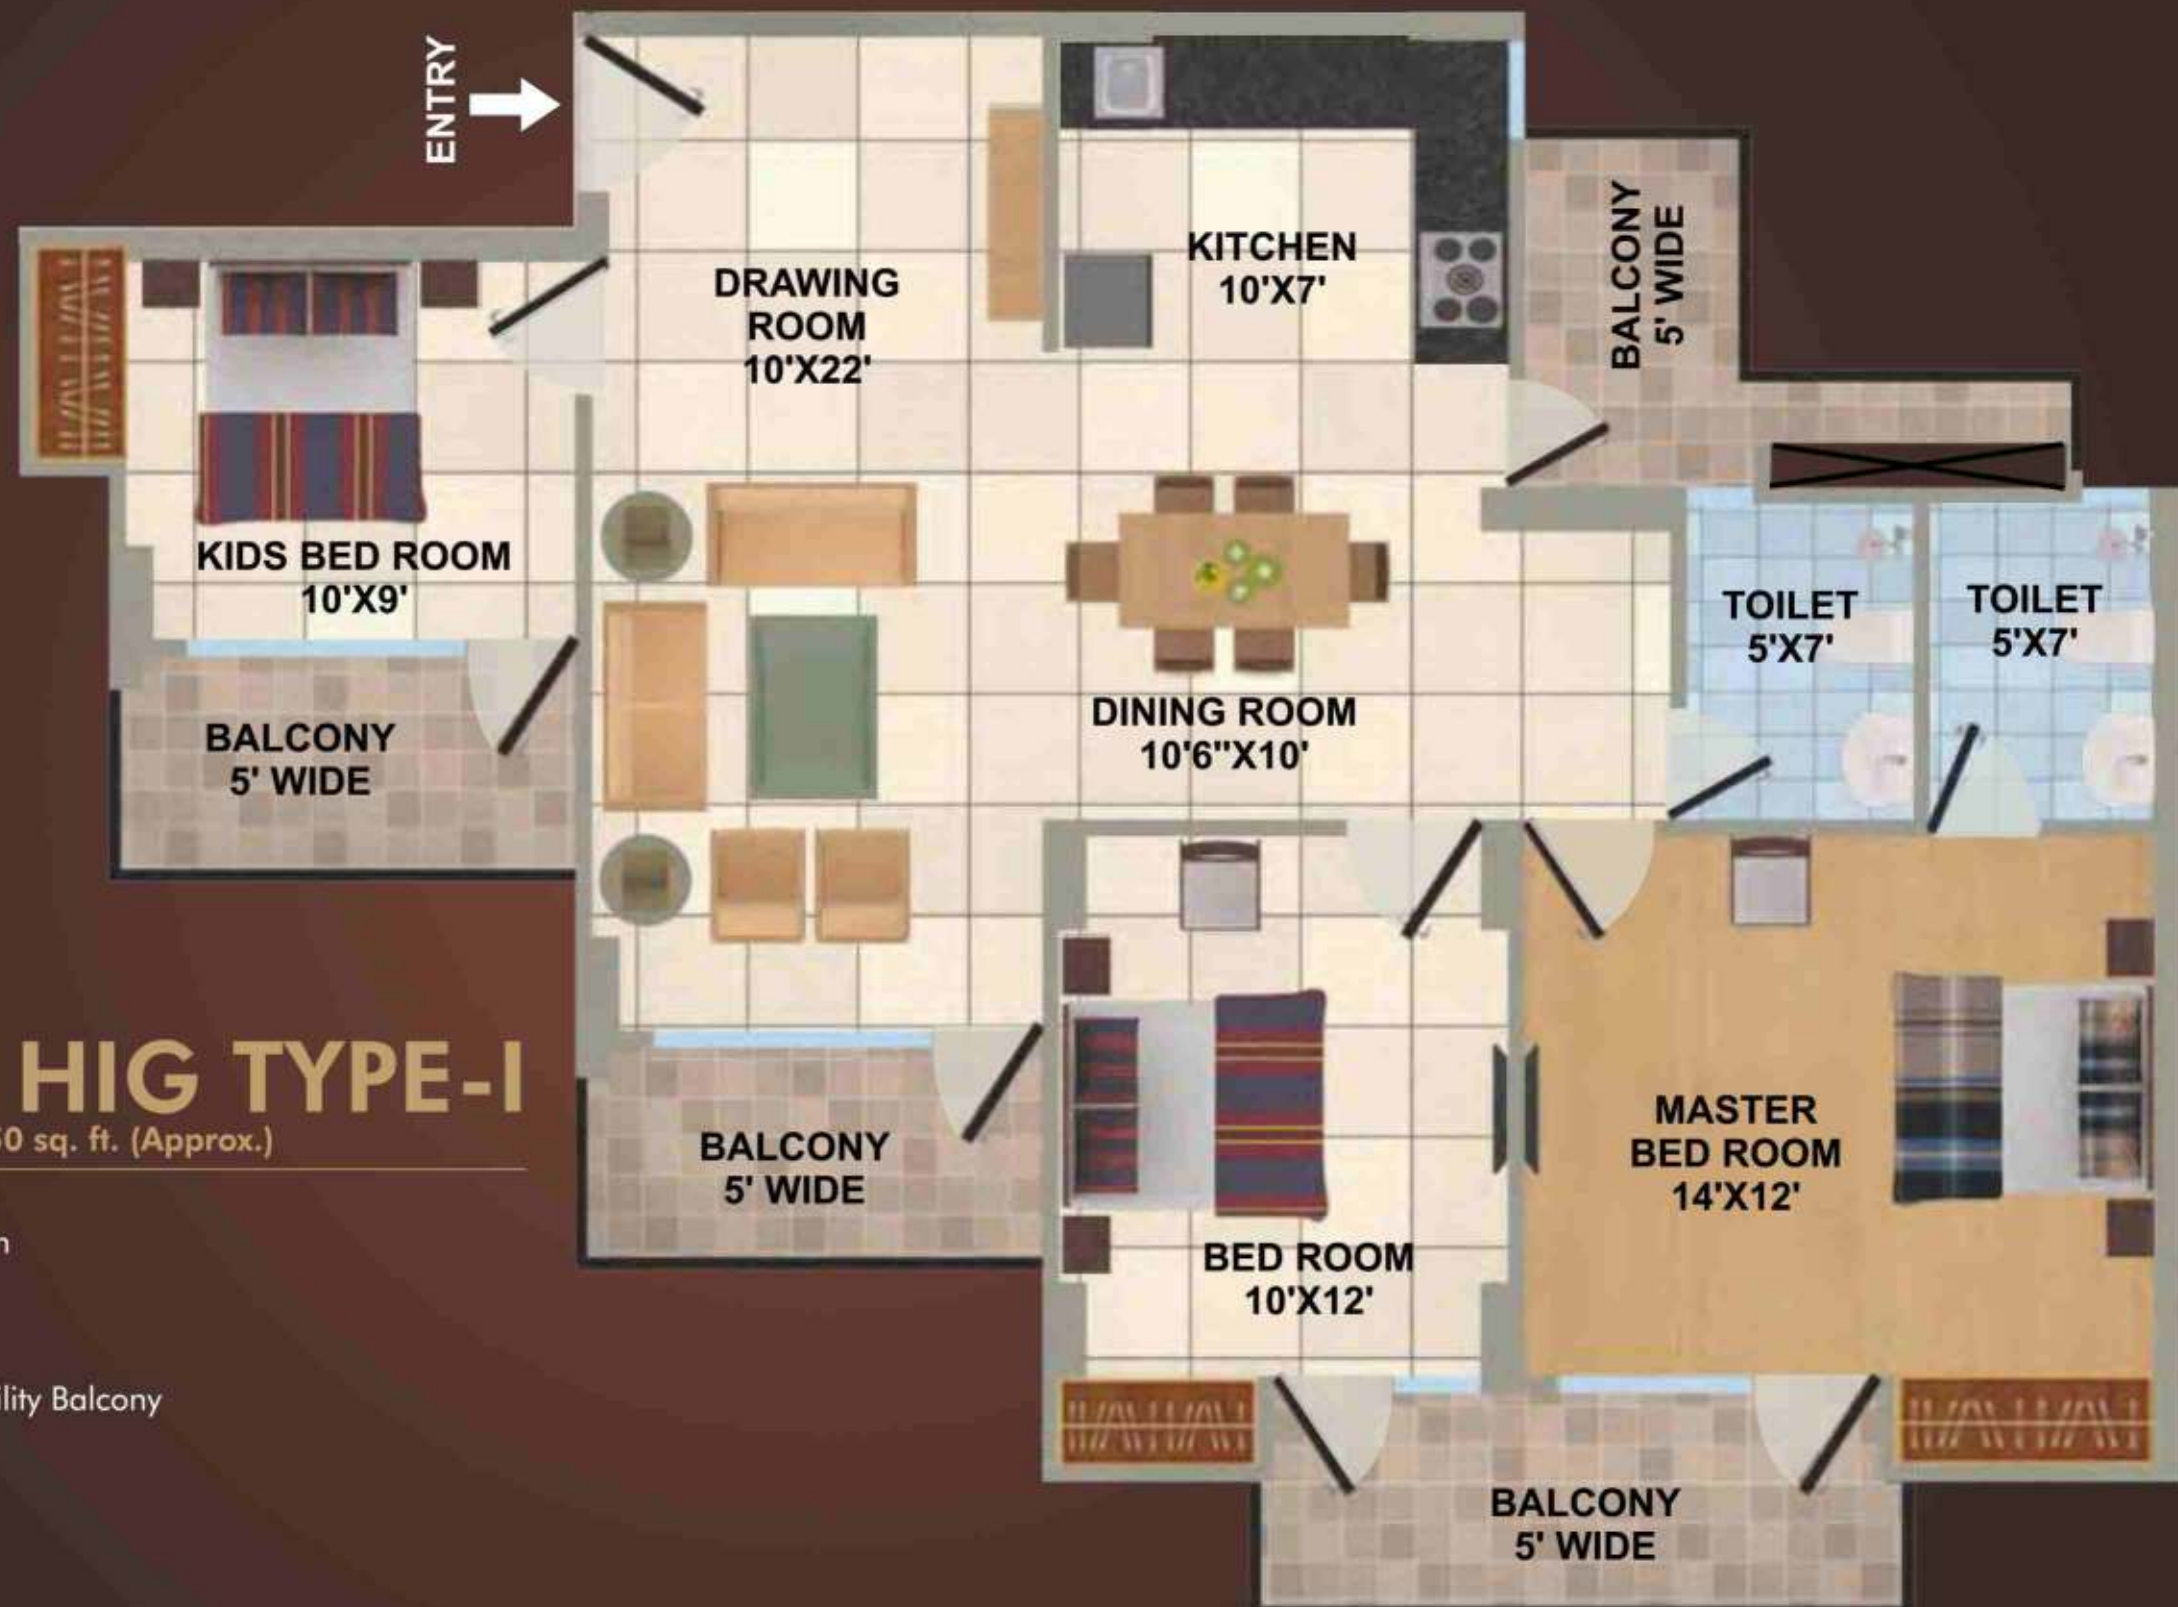 ENTRY
DRAWING
ROOM
10'X22'
KITCHEN
10'X7'
BALCONY
5' WIDE
KIDS BED ROOM
10'X9'
TOILET
5'X7'
TOILET
5'X7'
BALCONY
5' WIDE
DINING ROOM
10'6"X10'
HIG TYPE-I
sq. ft. (Approx.)
BALCONY
5' WIDE
MASTER
BED ROOM
14'X12'
BED ROOM
10'X12'
Balcony
BALCONY
5' WIDE